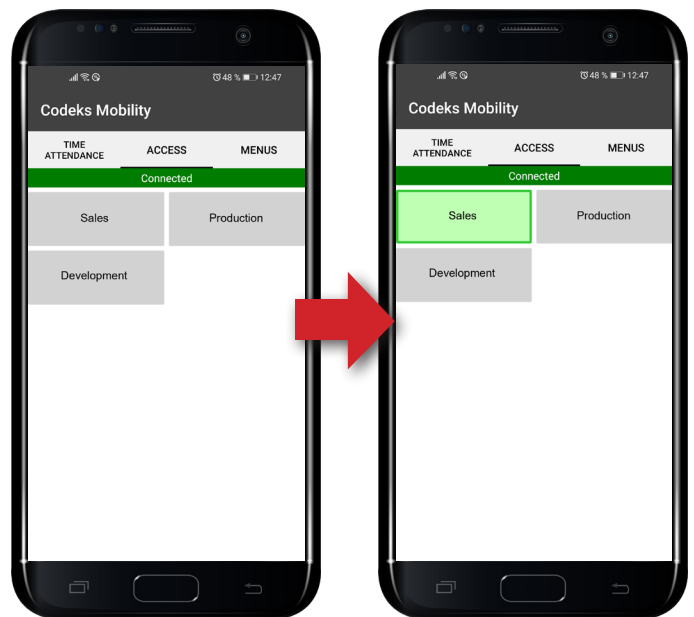 48 % 12:47
Codeks Mobility
TIME
ATTENDANCE
ACCESS
MENUS
Connected
Sales
Production
Development
48 % 12:47
Codeks Mobility
TIME
ATTENDANCE
ACCESS
MENUS
Connected
Sales
Production
Development